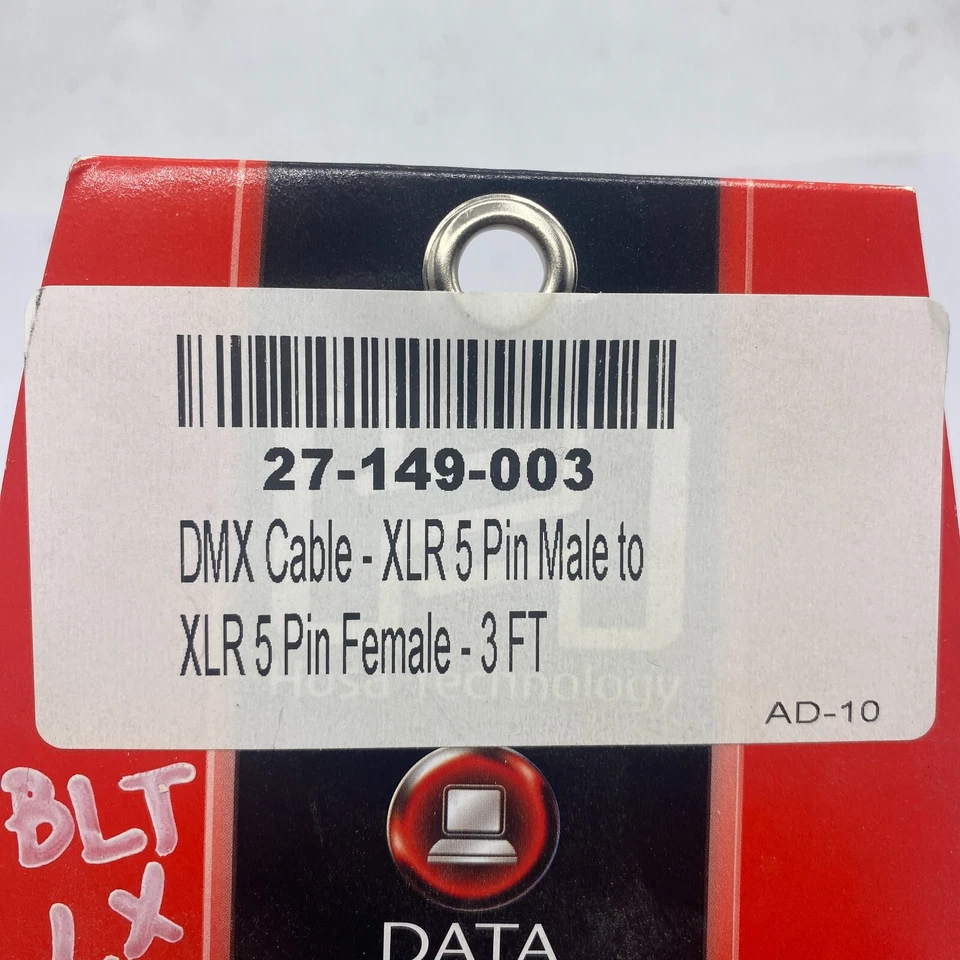 27-149-003
DMX Cable - XLR 5 Pin Male to
XLR 5 Pin Female - 3 FT
Hosa Technology
AD-10
BLT
LX
DATA